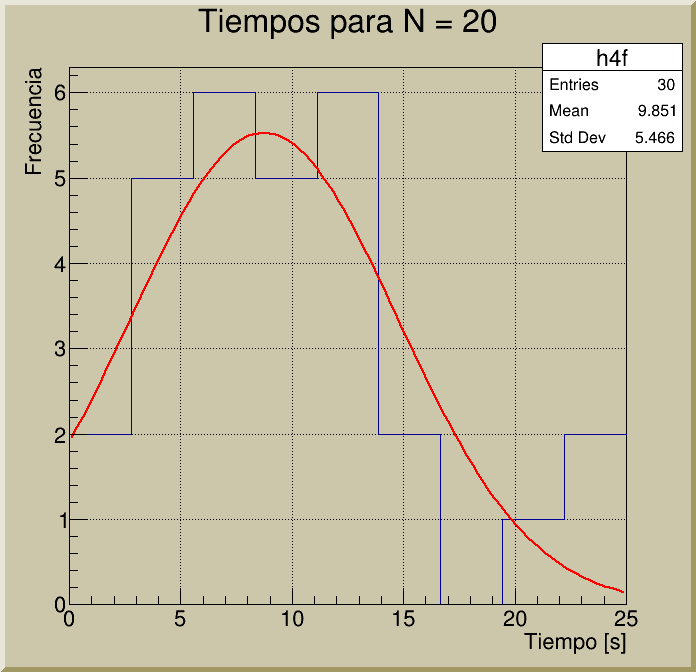 Tiempos para N = 20
h4f
Entries 30
Mean 9.851
Std Dev 5.466
Frecuencia
6
5
4
3
2
1
0
0 5 10 15 20 25
Tiempo [s]